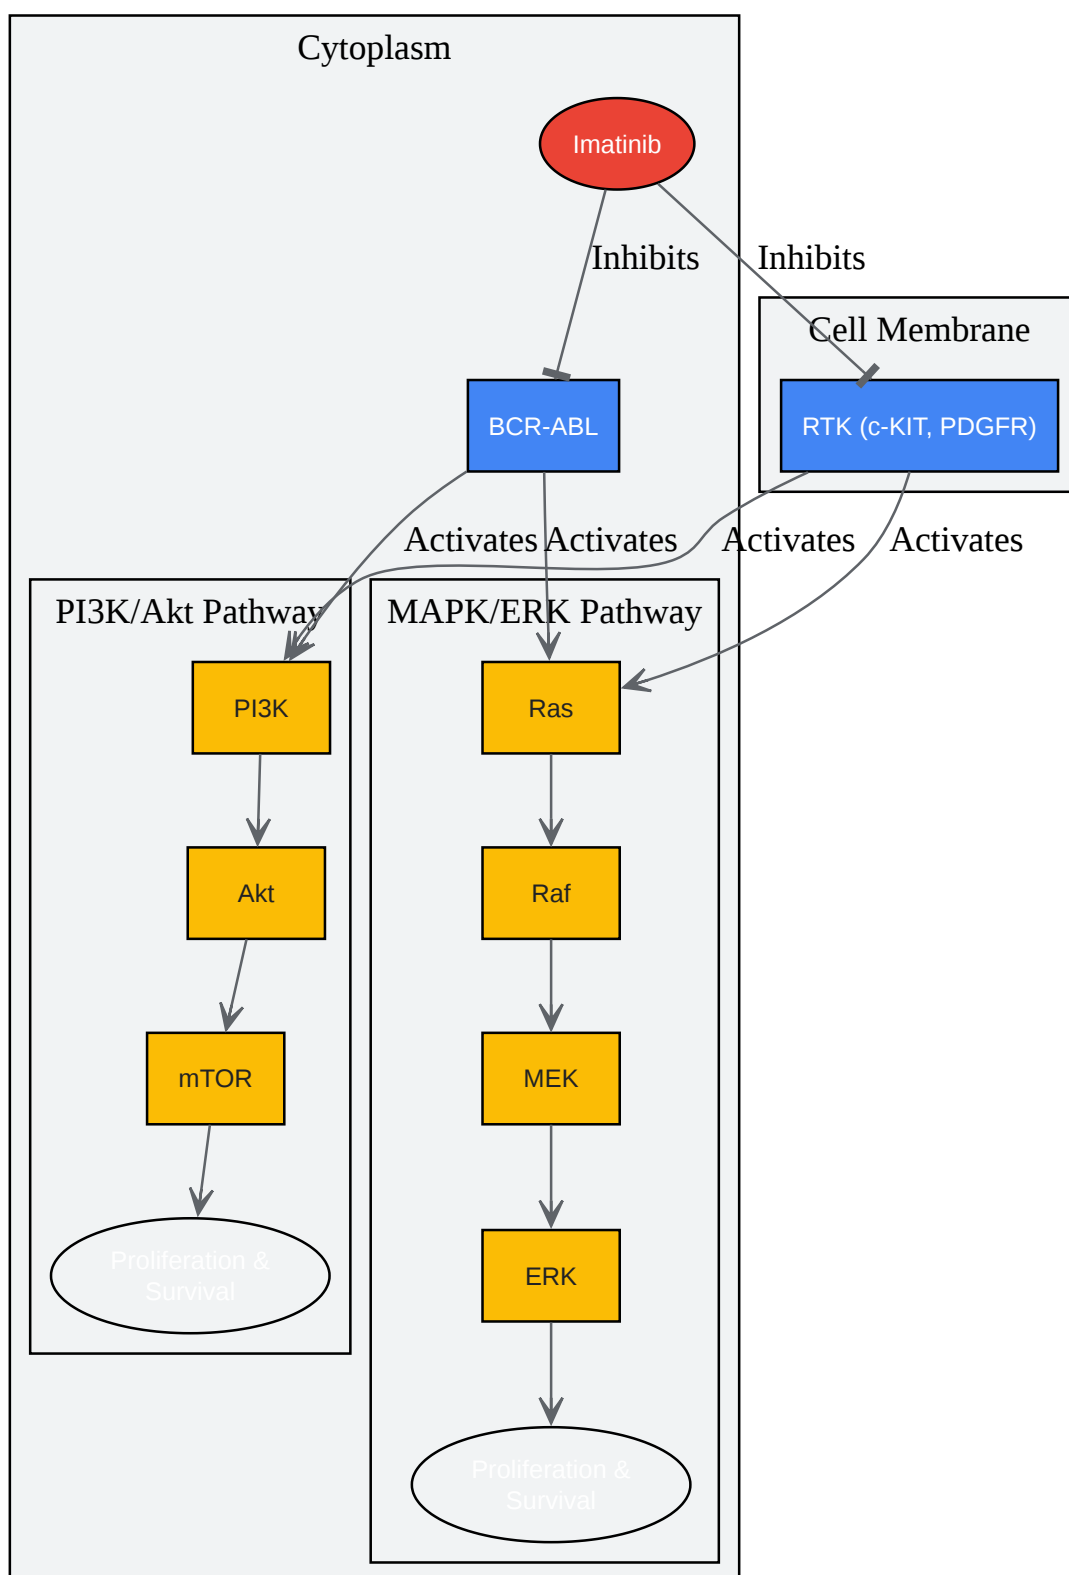 Cytoplasm
Imatinib
Inhibits
Inhibits
Cell Membrane
BCR-ABL
RTK (c-KIT, PDGFR)
Activates
Activates
Activates
Activates
PI3K/Akt Pathway
MAPK/ERK Pathway
PI3K
Ras
Akt
Raf
mTOR
MEK
Proliferation &
Survival
ERK
Proliferation &
Survival